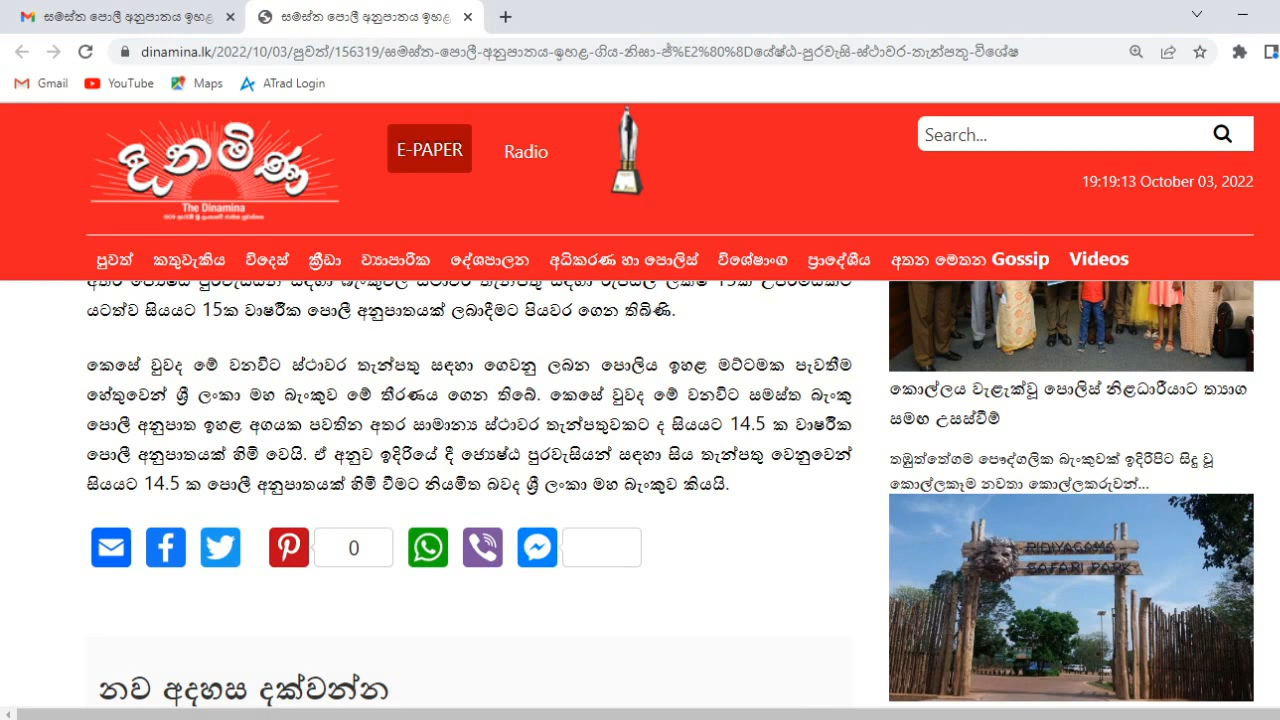 සමස්ත පොලී අනුපාතය ඉහළ
සමස්ත පොලී අනුපාතය ඉහළ
dinamina.lk/2022/10/03/පුවත්/156319/සමස්ත-පොලී-අනුපාතය-ඉහළ-ගිය-නිසා-ජ්%E2%80%8Dයේෂ්ඨ-පුරවැසි-ස්ථාවර-තැන්පතු-විශේෂ
Gmail YouTube Maps ATrad Login
දිනමිණ
The Dinamina
E-PAPER Radio
Search...
19:19:13 October 03, 2022
පුවත් කතුවැකිය විදෙස් ක්‍රීඩා ව්‍යාපාරික දේශපාලන අධිකරණ හා පොලිස් විශේෂාංග ප්‍රාදේශීය අතන මෙතන Gossip Videos
යටත්ව සියයට 15ක වාර්ෂික පොලී අනුපාතයක් ලබාදීමට පියවර ගෙන තිබිණි.
කෙසේ වුවද මේ වනවිට ස්ථාවර තැන්පතු සඳහා ගෙවනු ලබන පොලිය ඉහළ මට්ටමක පැවතීම
හේතුවෙන් ශ්‍රී ලංකා මහ බැංකුව මේ තීරණය ගෙන තිබේ. කෙසේ වුවද මේ වනවිට සමස්ත බැංකු
පොලී අනුපාත ඉහළ අගයක පවතින අතර සාමාන්‍ය ස්ථාවර තැන්පතුවකට ද සියයට 14.5 ක වාර්ෂික
පොලී අනුපාතයක් හිමි වෙයි. ඒ අනුව ඉදිරියේ දී ජ්‍යෙෂ්ඨ පුරවැසියන් සඳහා සිය තැන්පතු වෙනුවෙන්
සියයට 14.5 ක පොලී අනුපාතයක් හිමි වීමට නියමිත බවද ශ්‍රී ලංකා මහ බැංකුව කියයි.
0
නව අදහස දක්වන්න
කොල්ලය වැළැක්වූ පොලිස් නිළධාරීයාට ත්‍යාග
සමඟ උසස්වීම්
තඹුත්තේගම පෞද්ගලික බැංකුවක් ඉදිරිපිට සිදු වූ
කොල්ලකෑම නවතා කොල්ලකරුවන්...
RIDIYAGAMA
SAFARI PARK